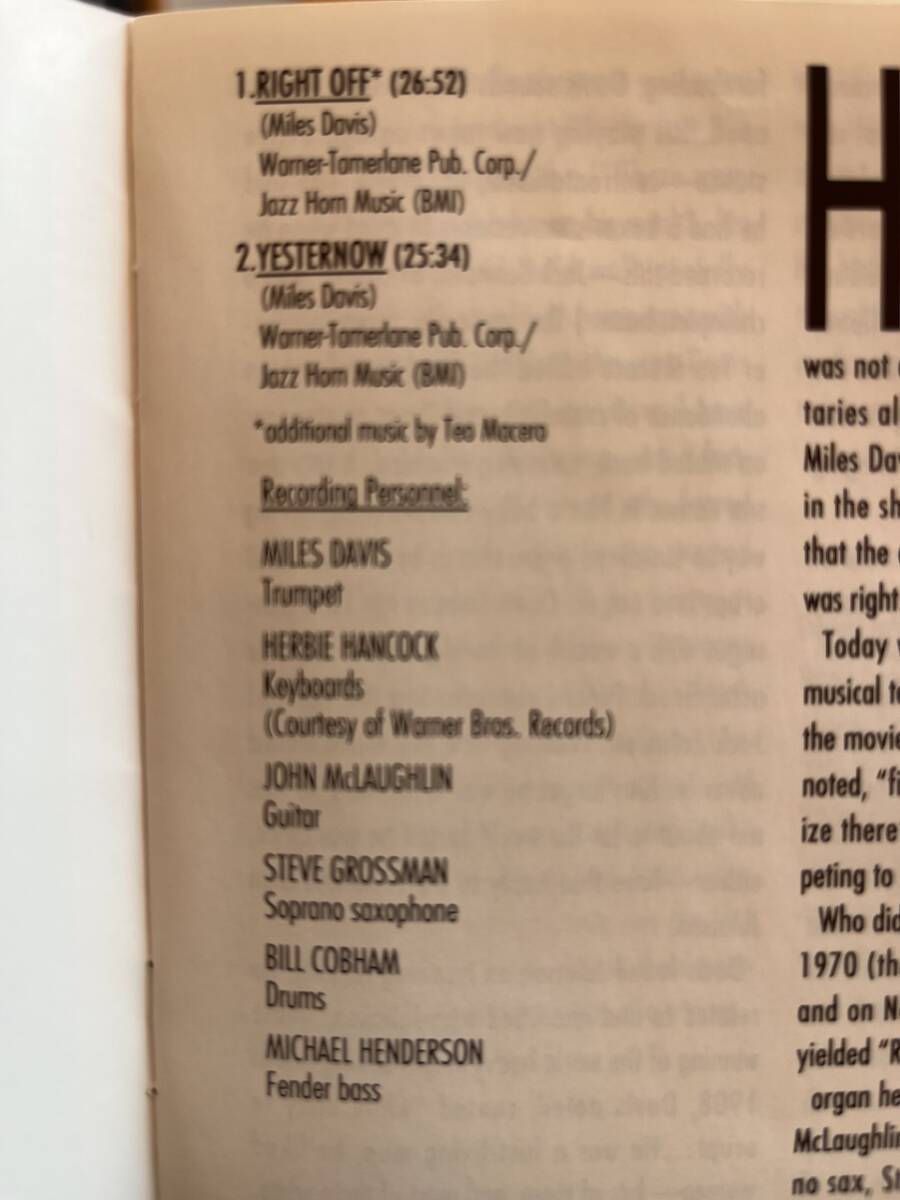 1.RIGHT OFF* (26:52)
(Miles Davis)
Warner-Tamerlane Pub. Corp./
Jazz Horn Music (BMI)
2.YESTERNOW (25:34)
(Miles Davis)
Warner-Tamerlane Pub. Corp./
Jazz Horn Music (BMI)
*additional music by Teo Macero
Recording Personnel:
MILES DAVIS
Trumpet
HERBIE HANCOCK
Keyboards
(Courtesy of Warner Bros. Records)
JOHN McLAUGHLIN
Guitar
STEVE GROSSMAN
Soprano saxophone
BILL COBHAM
Drums
MICHAEL HENDERSON
Fender bass
H
was not
taries al
Miles Da
in the sh
that the
was right
Today
musical te
the movie
noted, “fi
ize there
peting to
Who did
1970 (th
and on N
yielded “R
organ he
McLaughlin
no sax, St